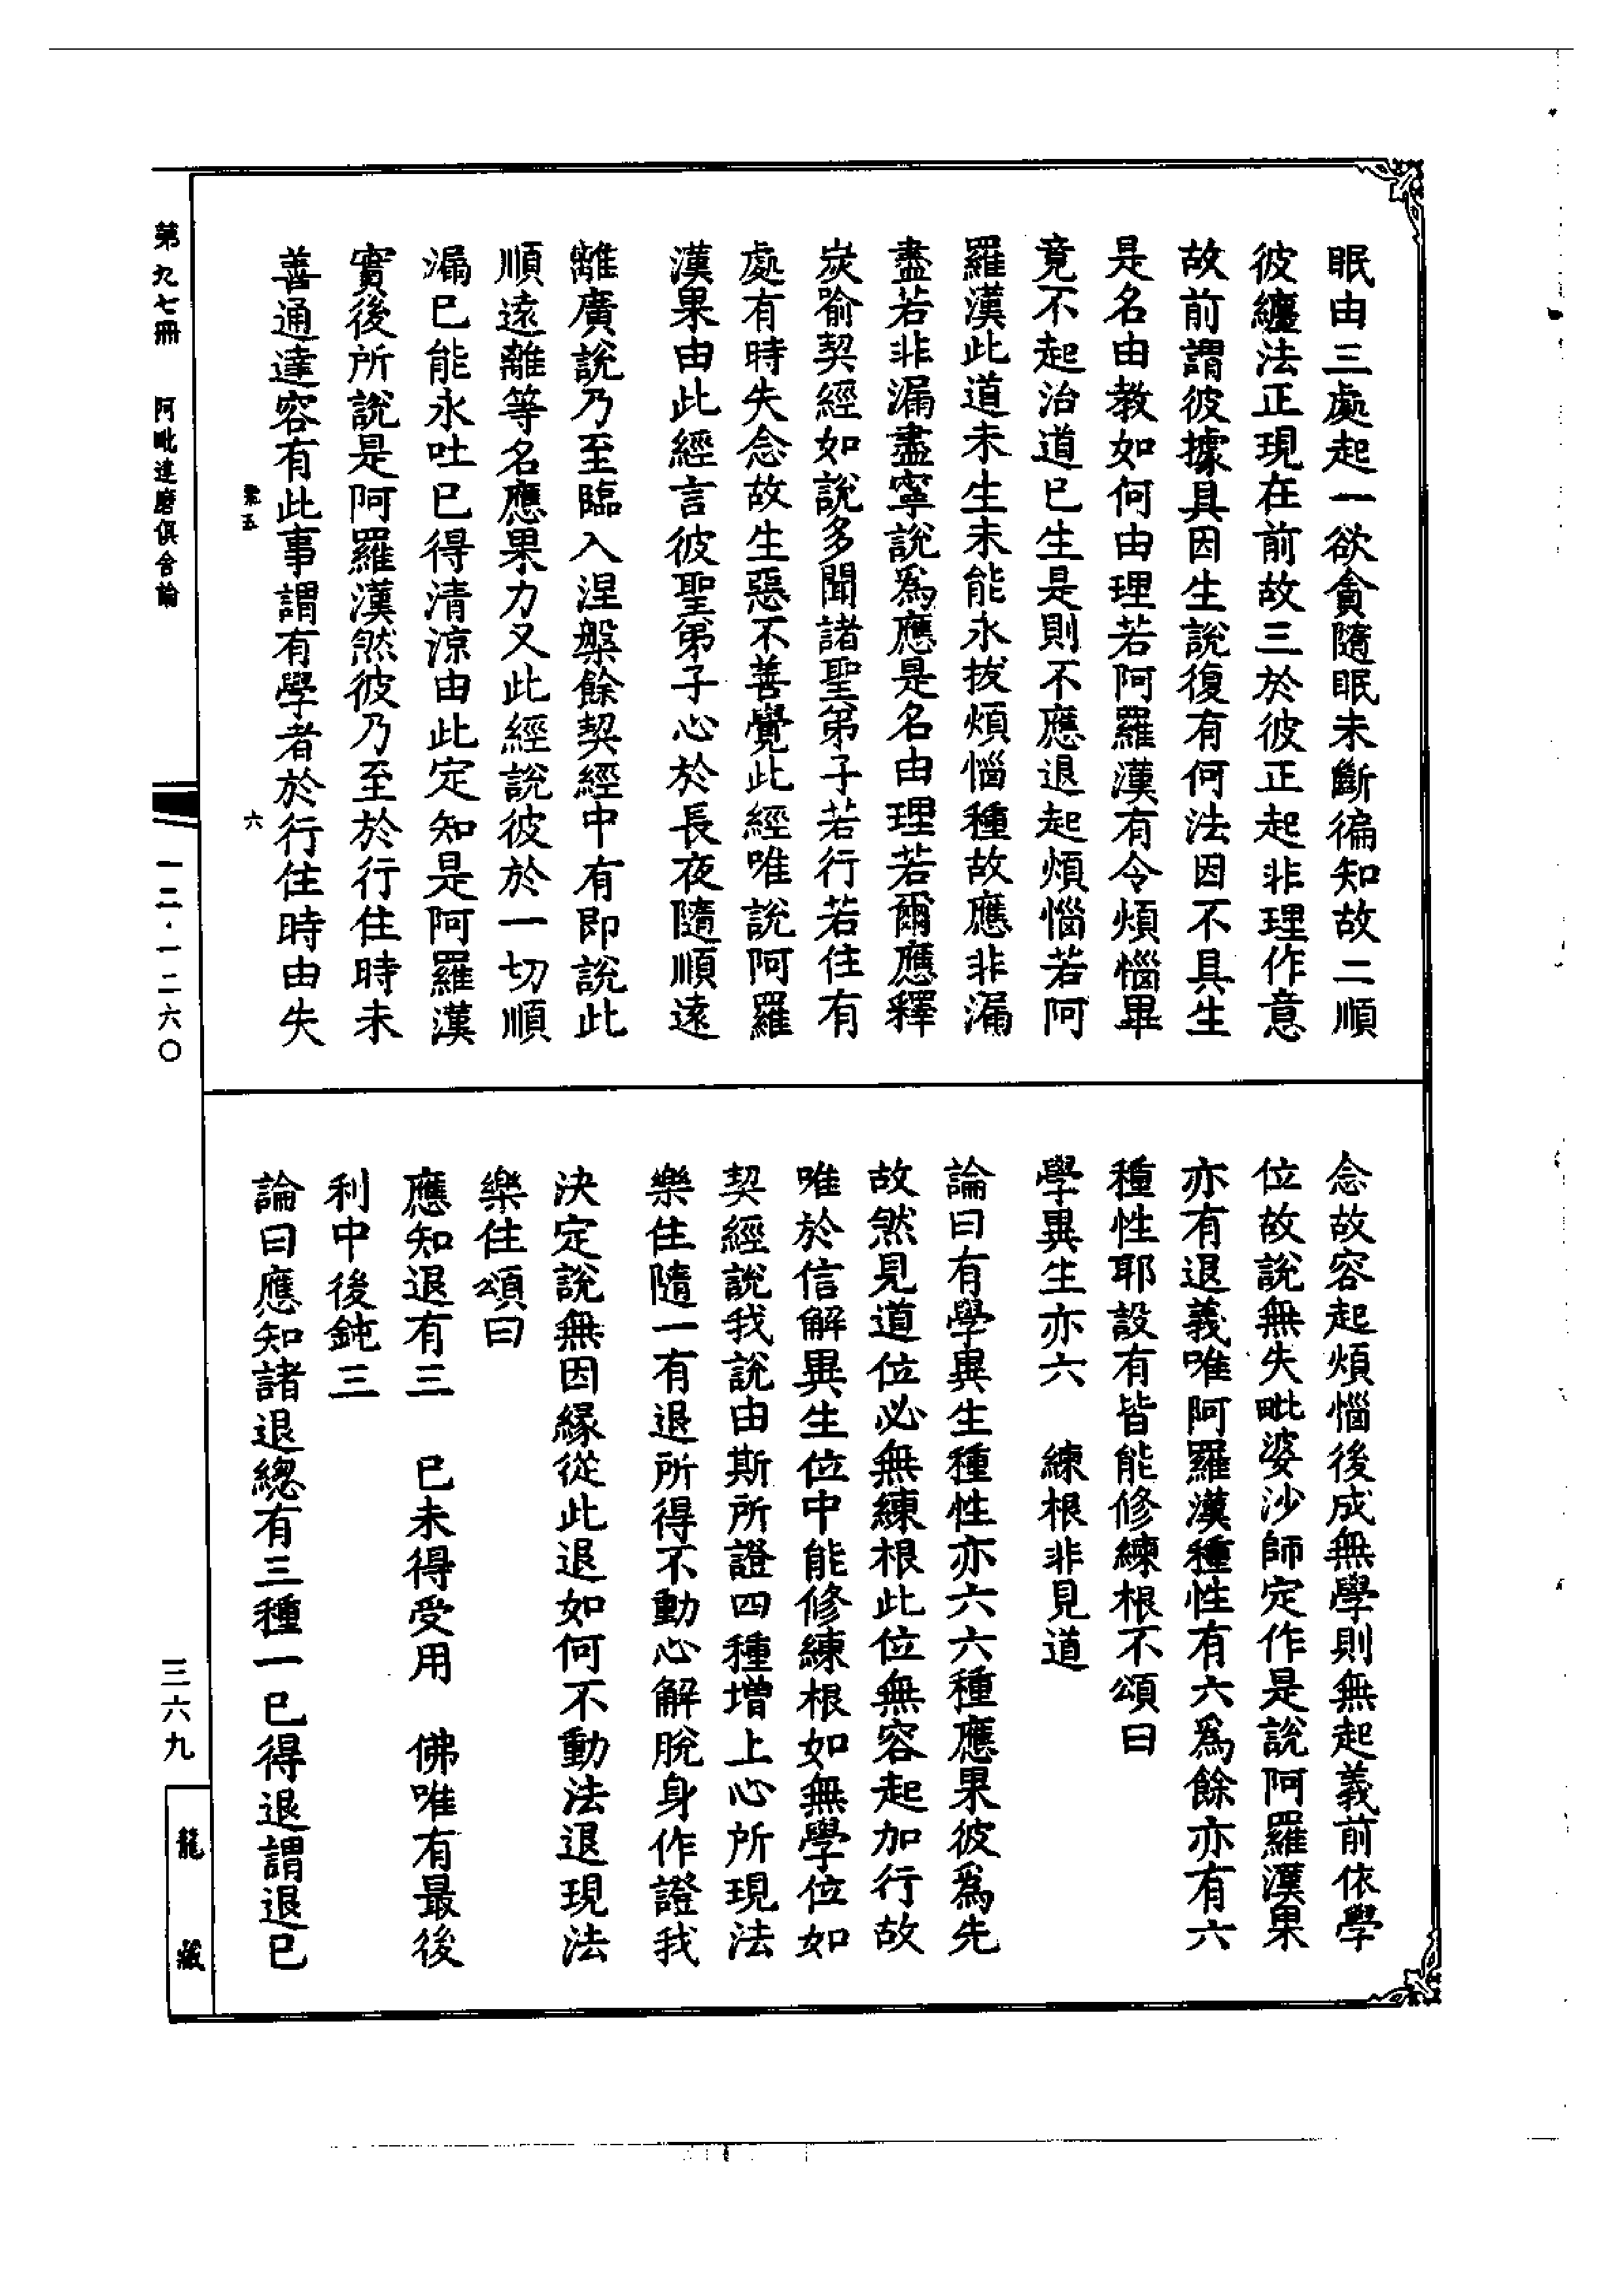 眠由三處起一欲貪隨眠未斷徧知故二順
彼纏法正現在前故三於彼正起非理作意
故前謂彼據具因生說復有何法因不具生
是名由教如何由理若阿羅漢有令煩惱畢
竟不起治道已生是則不應退起煩惱若阿
羅漢此道未生未能永拔煩惱種故應非漏
盡若非漏盡寧說爲應是名由理若爾應釋
炭喻契經如說多聞諸聖弟子若行若住有
處有時失念故生惡不善覺此經唯說阿羅
漢果由此經言彼聖弟子心於長夜隨順遠
離廣說乃至臨入涅槃餘契經中有即說此
順遠離等名應果力又此經說彼於一切順
漏已能永吐已得清涼由此定知是阿羅漢
實後所說是阿羅漢然彼乃至於行住時未
善通達容有此事謂有學者於行住時由失
六
念故容起煩惱後成無學則無起義前依學
位故說無失毗婆沙師定作是說阿羅漢果
亦有退義唯阿羅漢種性有六爲餘亦有六
種性耶設有皆能修練根不頌曰
學異生亦六　練根非見道
論曰有學異生種性亦六六種應果彼爲先
故然見道位必無練根此位無容起加行故
唯於信解異生位中能修練根如無學位如
契經說我說由斯所證四種增上心所現法
樂住隨一有退所得不動心解脫身作證我
決定說無因緣從此退如何不動法退現法
樂住頌曰
應知退有三　已未得受用　佛唯有最後
利中後鈍三
論曰應知諸退總有三種一已得退謂退已
第九七冊　阿毗達磨俱舍論
一二·一二六〇
三六九
龍藏